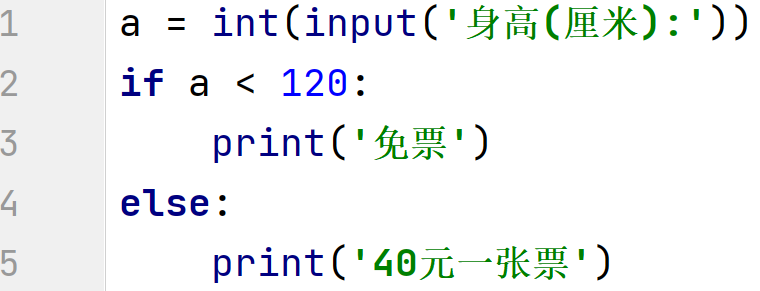 1 a = int(input('身高(厘米):'))
2 if a < 120:
3     print('免票')
4 else:
5     print('40元一张票')